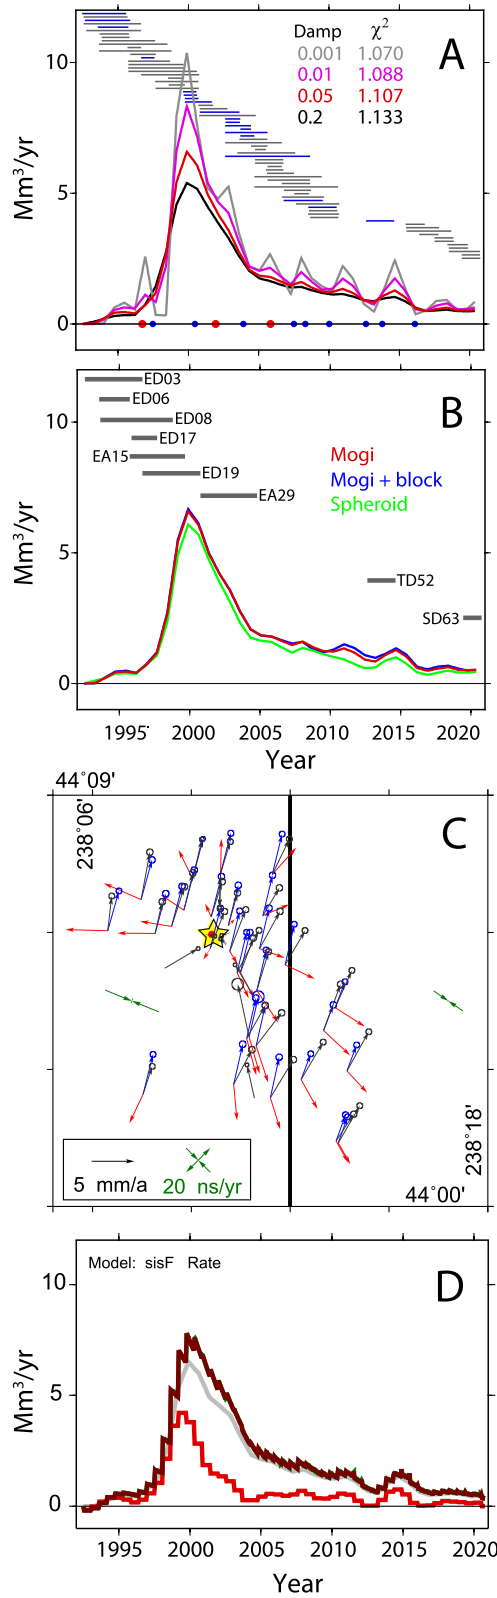 A
Damp χ²
0.001 1.070
0.01 1.088
0.05 1.107
0.2 1.133
10
5
0
Mm³/yr
B
ED03
ED06
ED08
ED17
EA15
ED19
EA29
TD52
SD63
Mogi
Mogi + block
Spheroid
10
5
0
Mm³/yr
1995 2000 2005 2010 2015 2020
Year
44˚09'
238˚06'
C
238˚18'
44˚00'
5 mm/a 20 ns/yr
Model: sisF Rate
D
10
5
0
Mm³/yr
1995 2000 2005 2010 2015 2020
Year